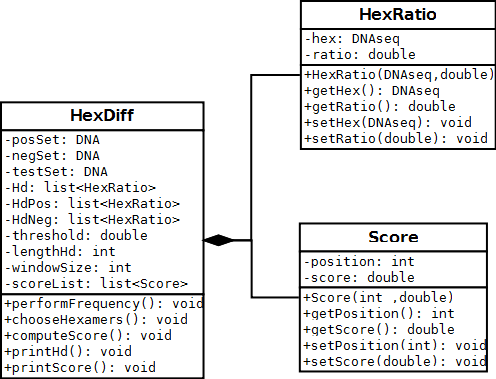 HexRatio
-hex: DNAseq
-ratio: double
+HexRatio(DNAseq,double)
+getHex(): DNAseq
+getRatio(): double
+setHex(DNAseq): void
+setRatio(double): void
HexDiff
-posSet: DNA
-negSet: DNA
-testSet: DNA
-Hd: list<HexRatio>
-HdPos: list<HexRatio>
-HdNeg: list<HexRatio>
-threshold: double
-lengthHd: int
-windowSize: int
-scoreList: list<Score>
+performFrequency(): void
+chooseHexamers(): void
+computeScore(): void
+printHd(): void
+printScore(): void
Score
-position: int
-score: double
+Score(int ,double)
+getPosition(): int
+getScore(): double
+setPosition(int): void
+setScore(double): void